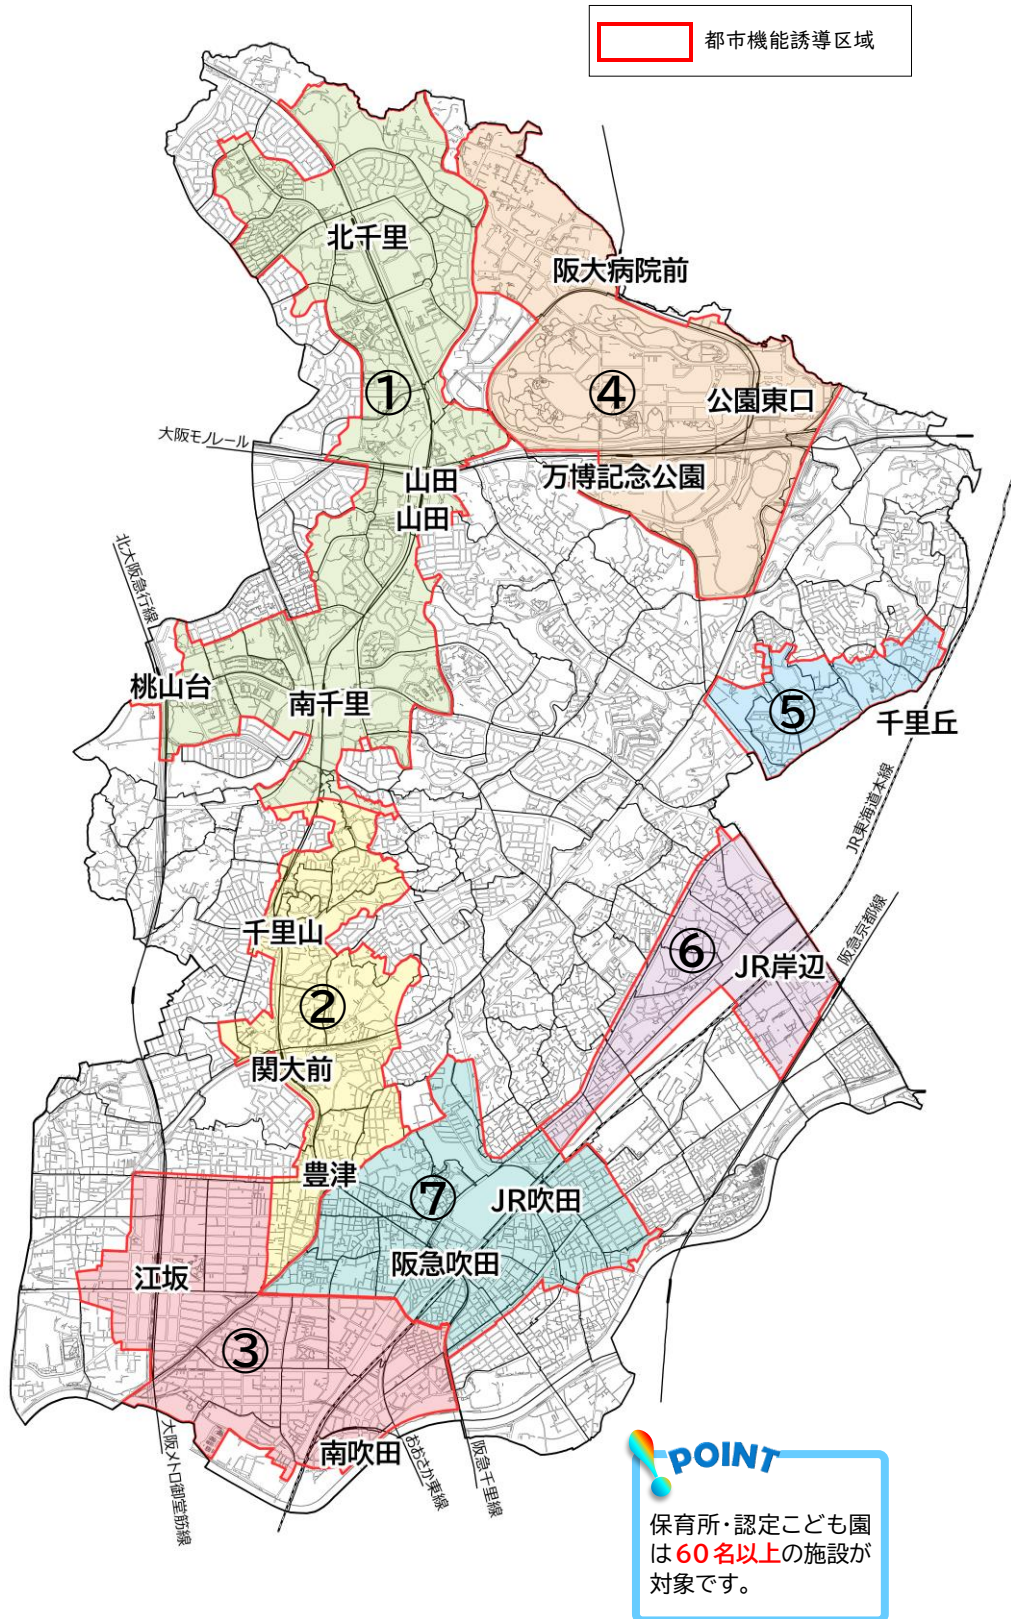 都市機能誘導区域
北千里
阪大病院前
①
④
公園東口
大阪モノレール
山田
万博記念公園
山田
北大阪急行線
桃山台
南千里
⑤
千里丘
JR東海道本線
千里山
⑥
JR岸辺
阪急京都線
②
関大前
豊津
⑦
JR吹田
阪急吹田
江坂
③
南吹田
大阪メトロ御堂筋線
おおさか東線
阪急千里線
POINT
保育所・認定こども園
は60名以上の施設が
対象です。